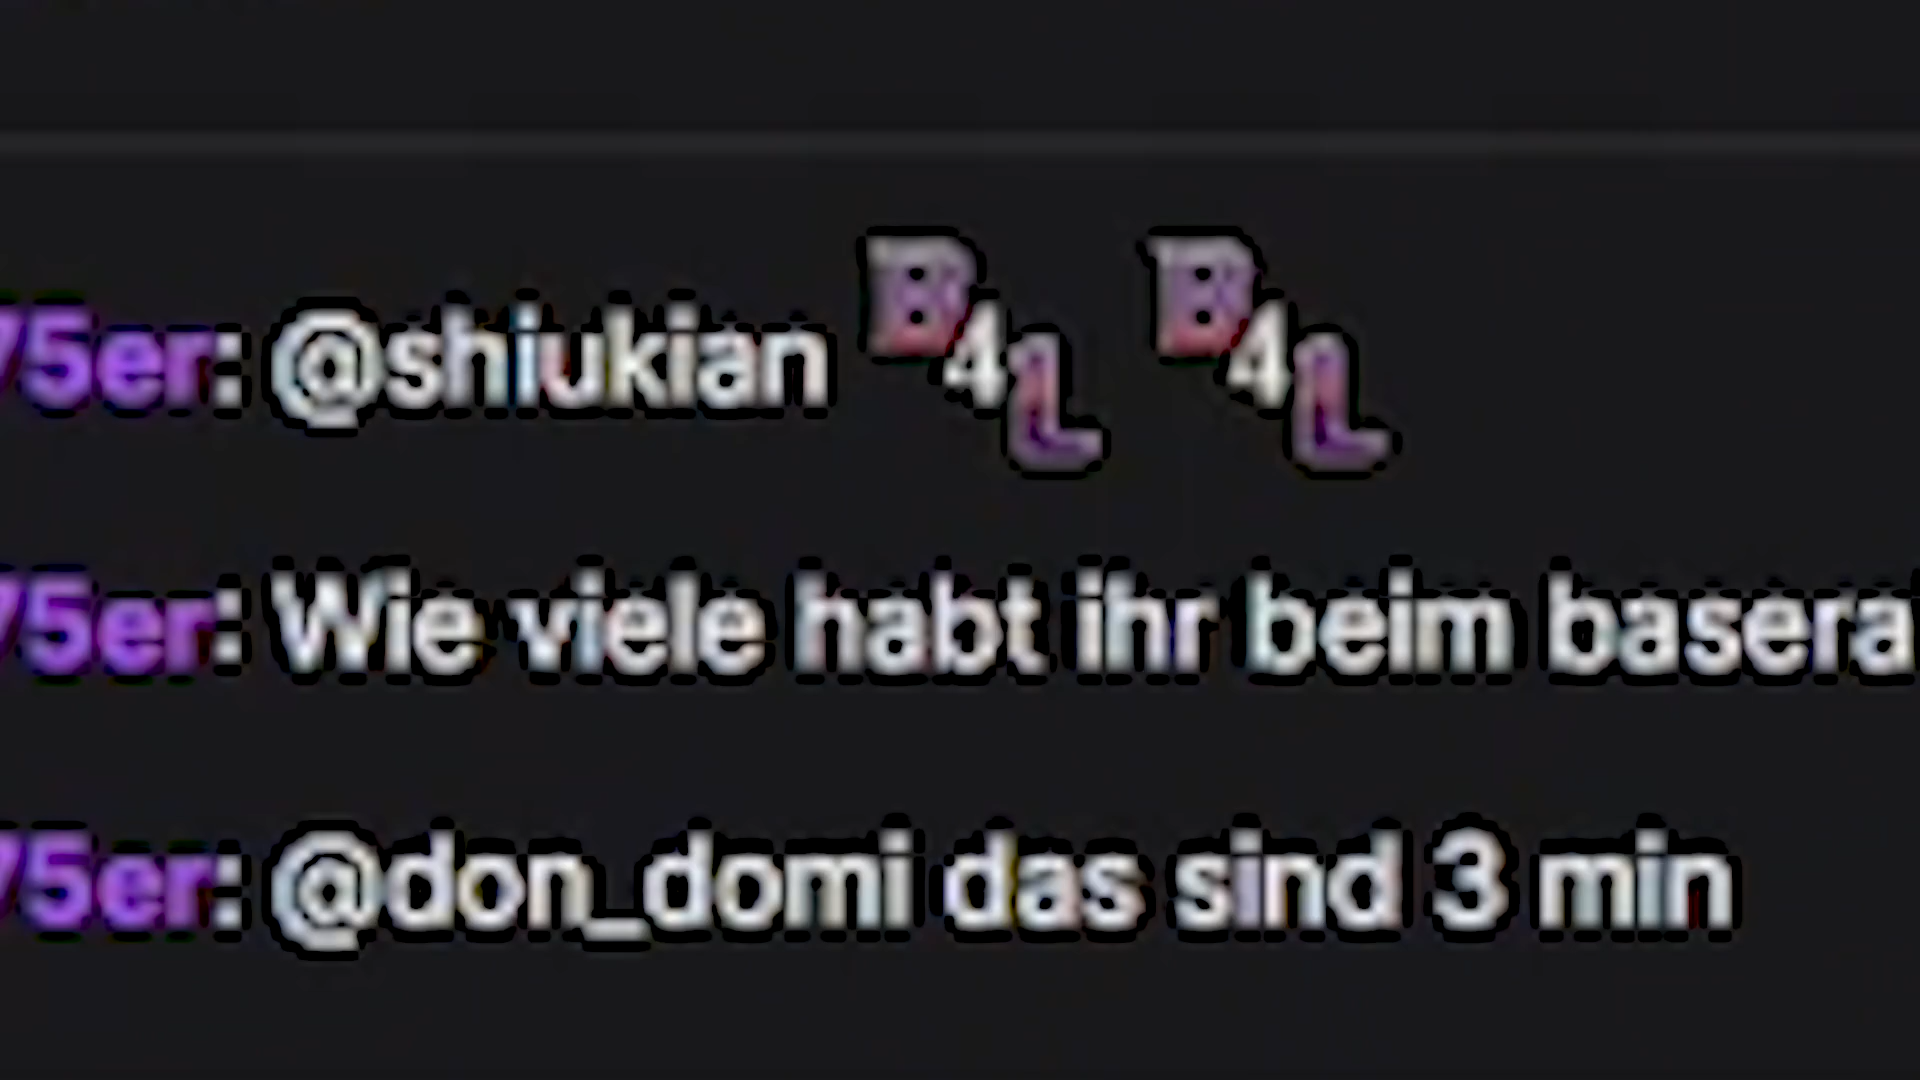 75er: @shiukian B4L B4L
75er: Wie viele habt ihr beim basera
75er: @don_domi das sind 3 min